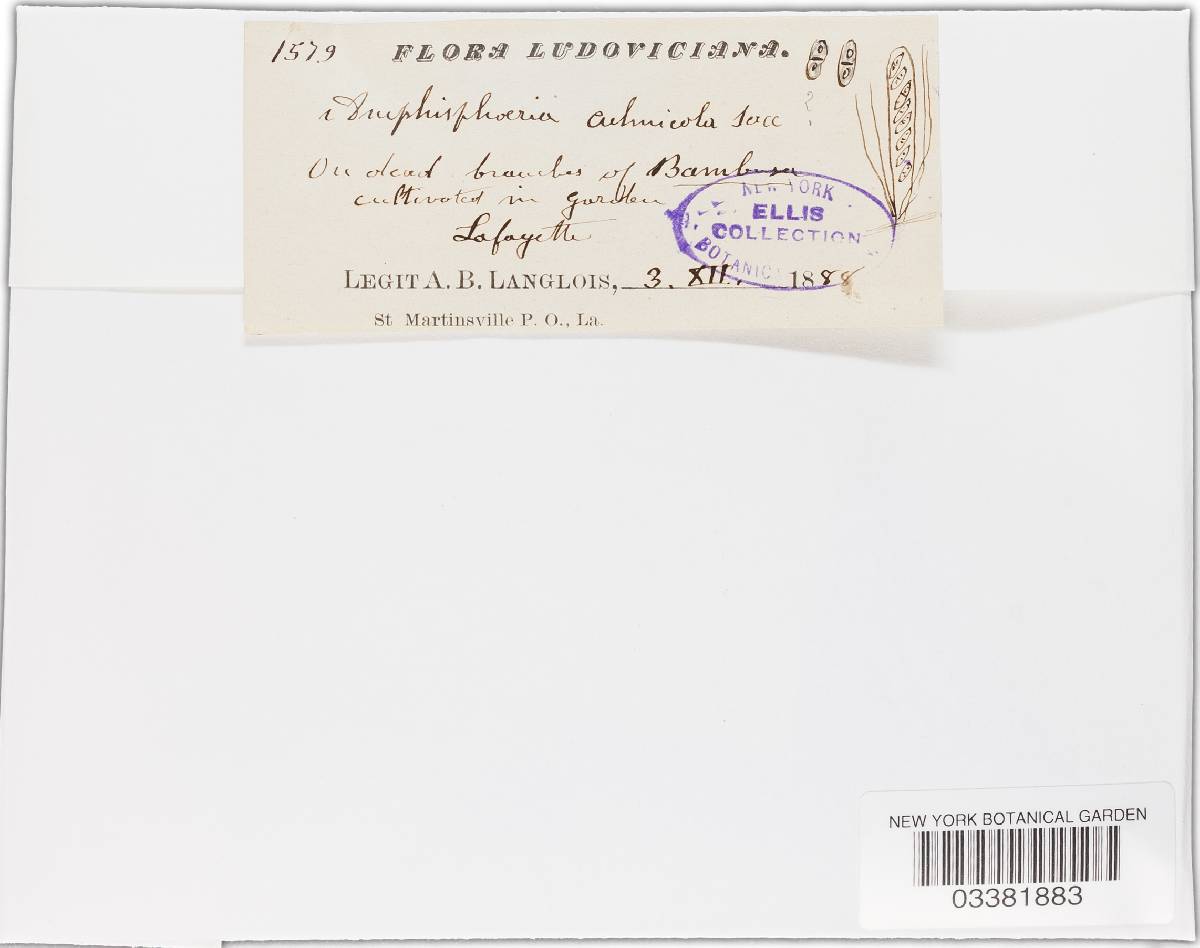 1579 FLORA LUDOVICIANA.
Amphisphoeria culmicola Sacc ?
On dead branches of Bambusa
cultivated in garden
Lafayette
LEGIT A. B. LANGLOIS, 3. XII. 1888
St Martinsville P. O., La.
NEW YORK
ELLIS
COLLECTION
BOTANIC
NEW YORK BOTANICAL GARDEN
03381883